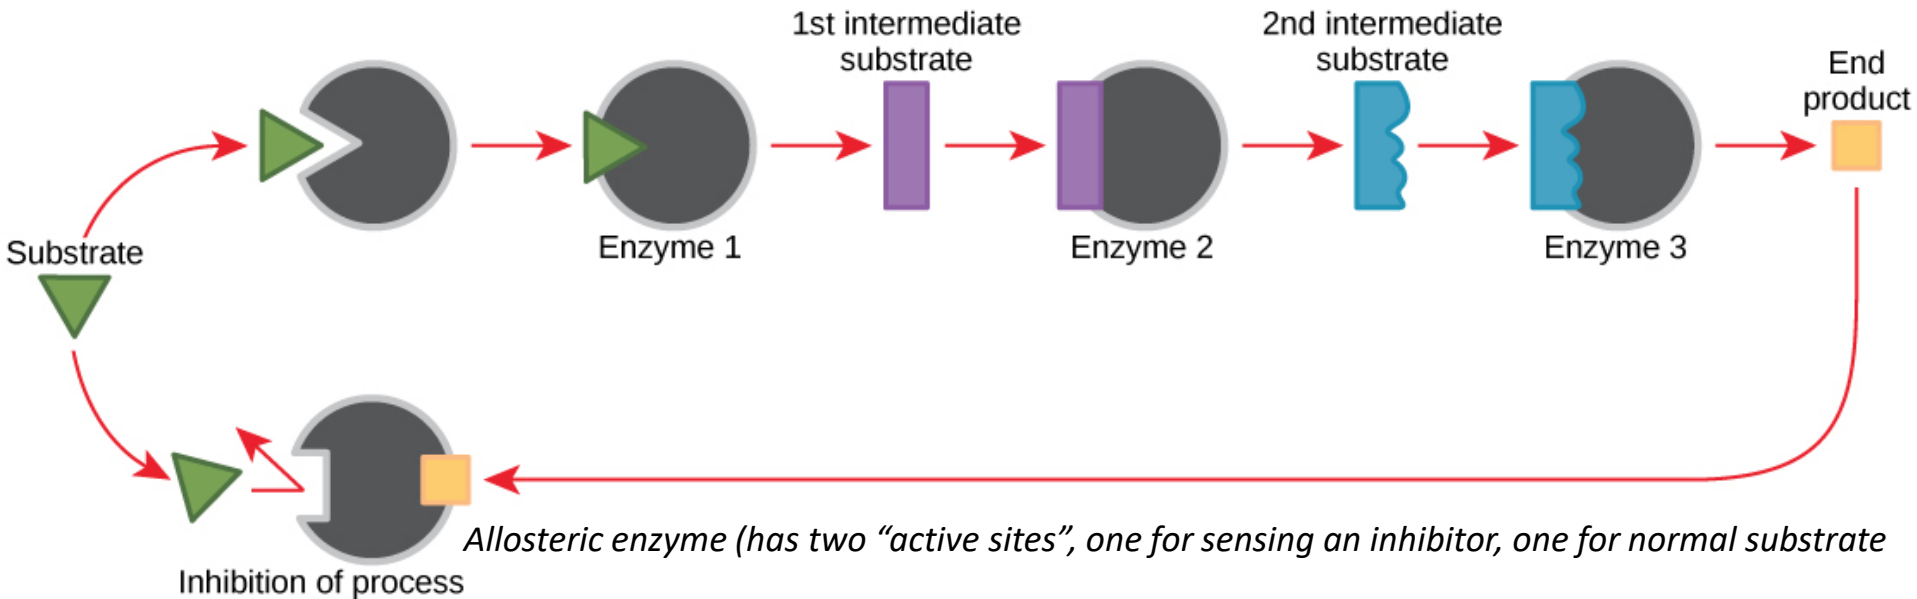 1st intermediate
substrate
2nd intermediate
substrate
End
product
Enzyme 1
Enzyme 2
Enzyme 3
Substrate
Allosteric enzyme (has two “active sites”, one for sensing an inhibitor, one for normal substrate
Inhibition of process